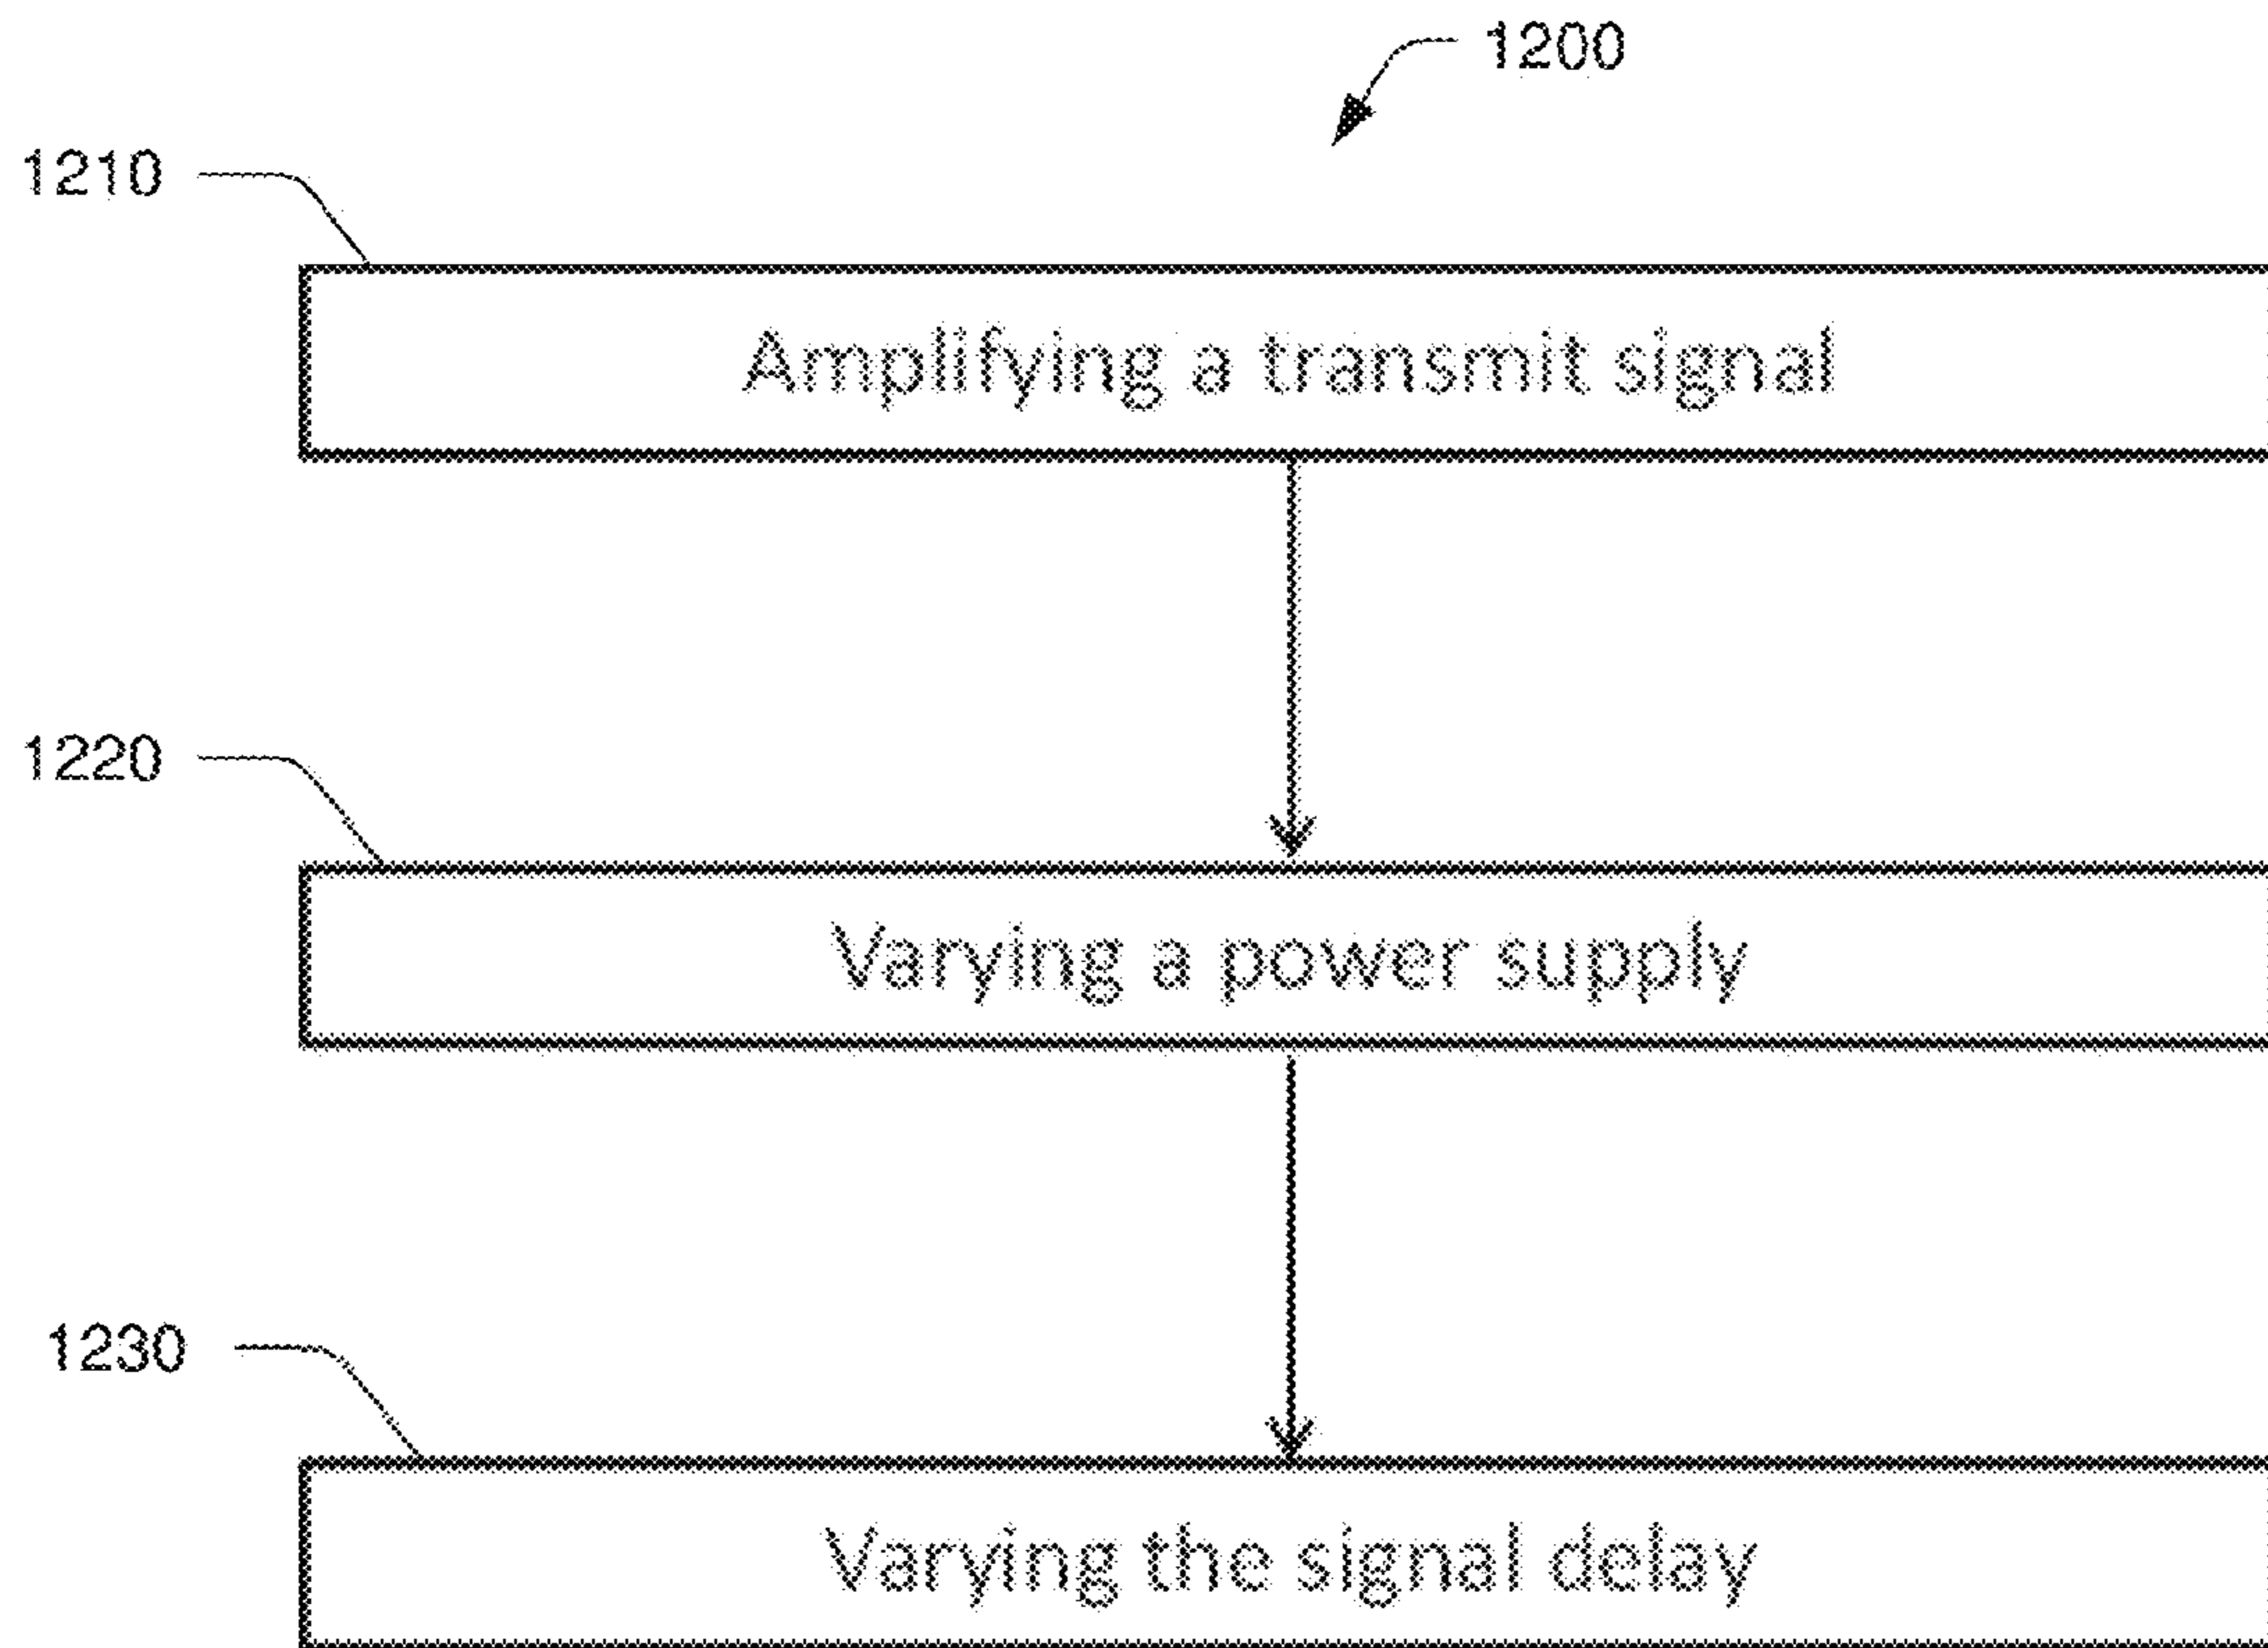 1200
1210
Amplifying a transmit signal
1220
Varying a power supply
1230
Varying the signal delay